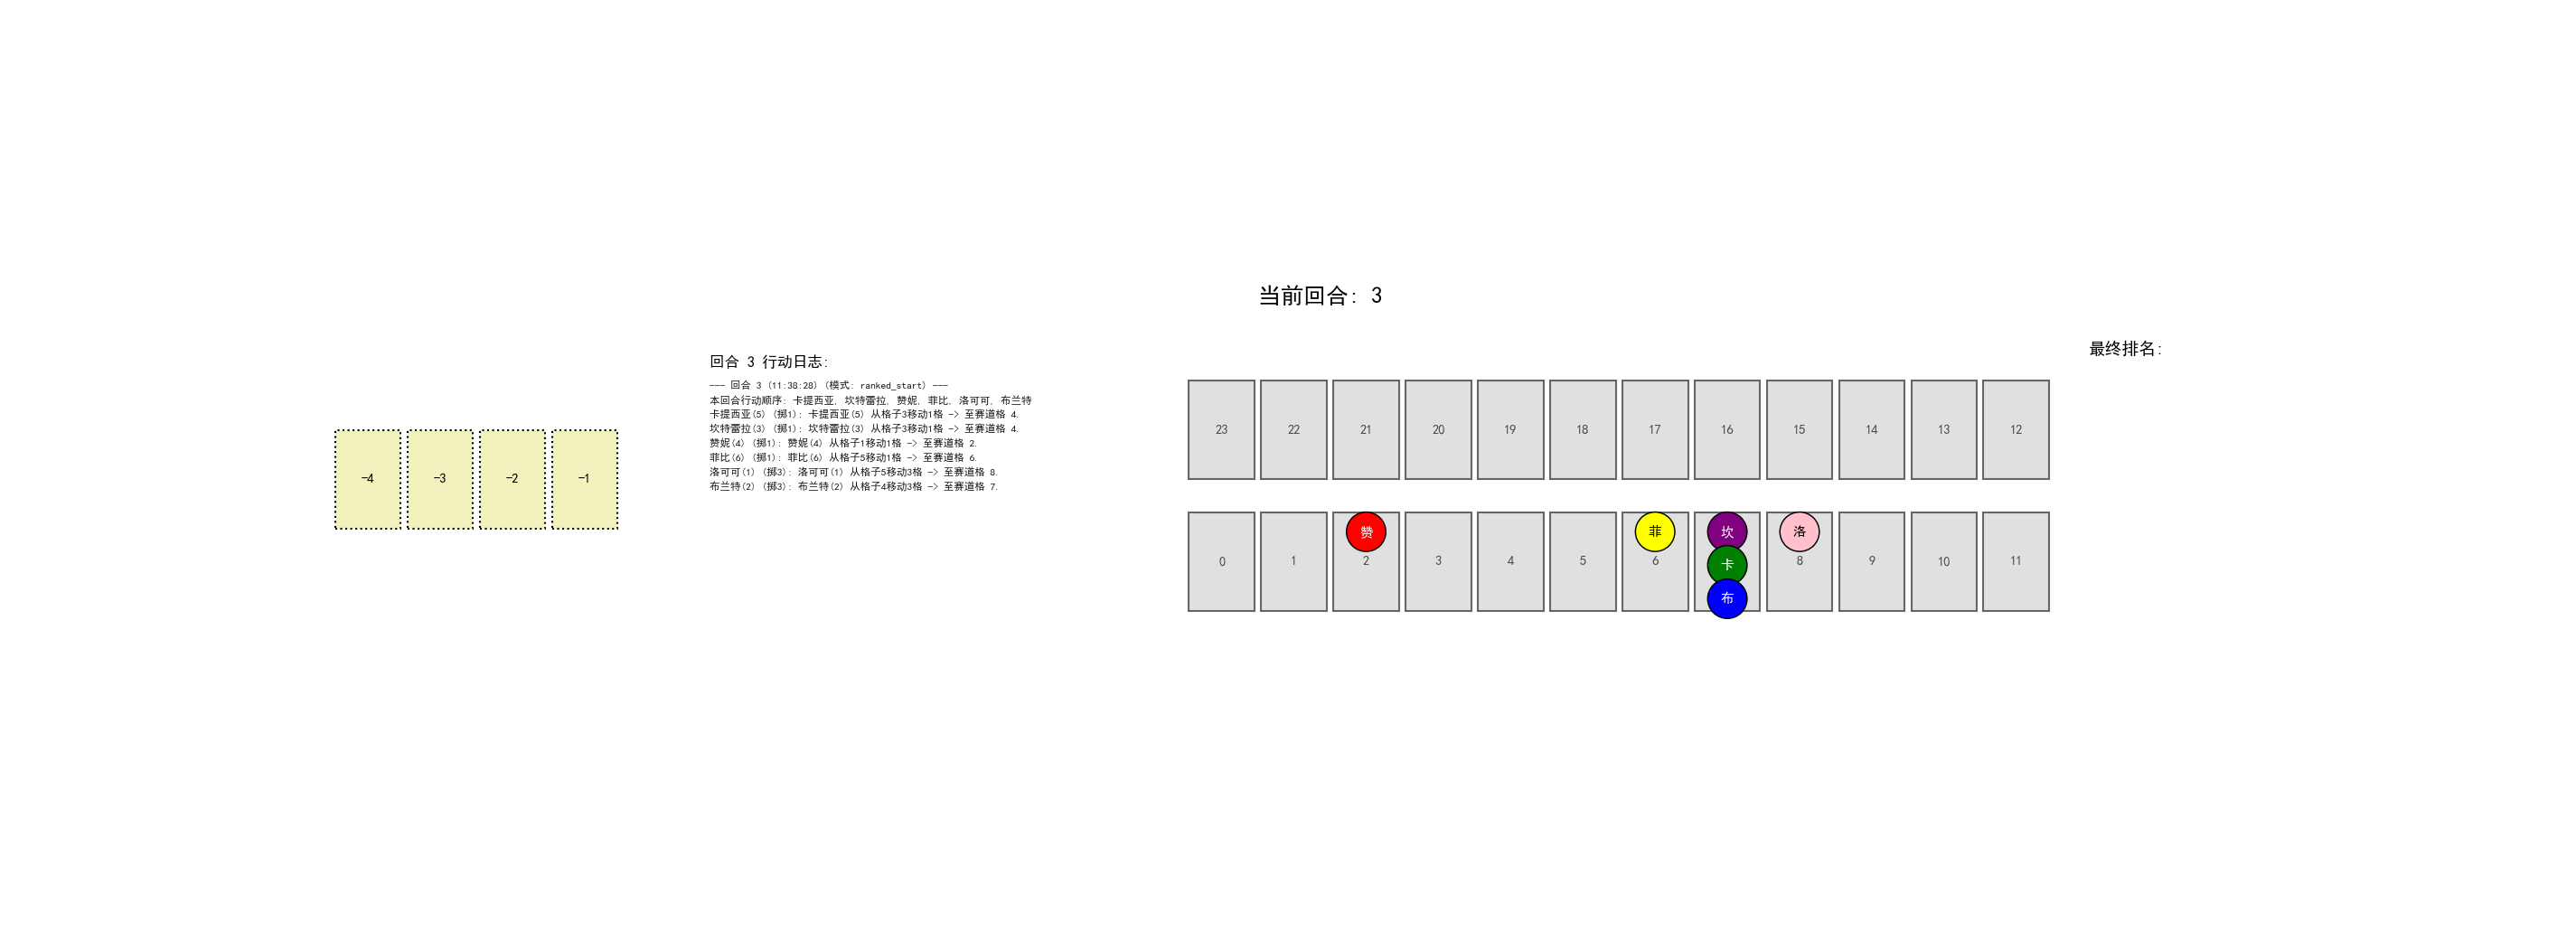 当前回合: 3
最终排名:
回合 3 行动日志:
--- 回合 3 (11:38:28) (模式: ranked_start) ---
本回合行动顺序: 卡提西亚, 坎特蕾拉, 赞妮, 菲比, 洛可可, 布兰特
卡提西亚(5) (掷1): 卡提西亚(5) 从格子3移动1格 -> 至赛道格 4.
坎特蕾拉(3) (掷1): 坎特蕾拉(3) 从格子3移动1格 -> 至赛道格 4.
赞妮(4) (掷1): 赞妮(4) 从格子1移动1格 -> 至赛道格 2.
菲比(6) (掷1): 菲比(6) 从格子5移动1格 -> 至赛道格 6.
洛可可(1) (掷3): 洛可可(1) 从格子5移动3格 -> 至赛道格 8.
布兰特(2) (掷3): 布兰特(2) 从格子4移动3格 -> 至赛道格 7.
-4 -3 -2 -1
23 22 21 20 19 18 17 16 15 14 13 12
赞 菲 坎 洛
0 1 2 3 4 5 6 卡 8 9 10 11
布